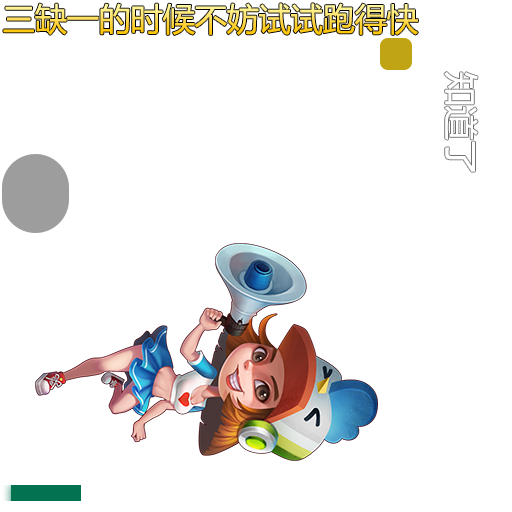 三缺一的时候不妨试试跑得快
知道了